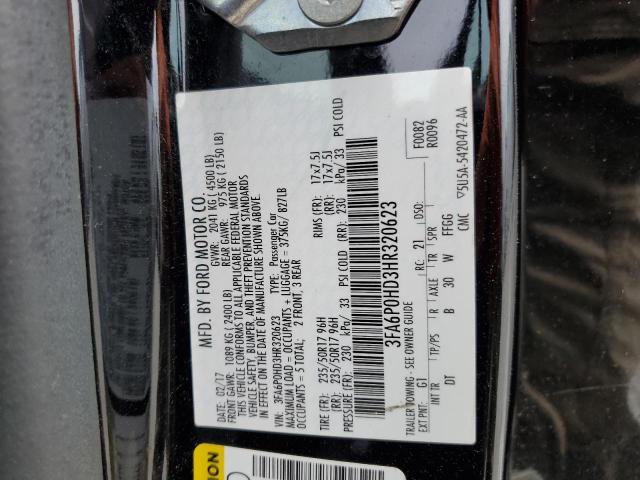 MFD. BY FORD MOTOR CO.
DATE: 02/17 GVWR: 2041 KG ( 4500 LB)
FRONT GAWR: 1089 KG ( 2400 LB) REAR GAWR: 975 KG ( 2150 LB)
THIS VEHICLE CONFORMS TO ALL APPLICABLE FEDERAL MOTOR
VEHICLE SAFETY, BUMPER, AND THEFT PREVENTION STANDARDS
IN EFFECT ON THE DATE OF MANUFACTURE SHOWN ABOVE.
VIN: 3FA6P0HD3HR320623 TYPE: Passenger Car
MAXIMUM LOAD = OCCUPANTS + LUGGAGE = 375KG/ 827LB
OCCUPANTS = 5 TOTAL; 2 FRONT, 3 REAR
TIRE (FR): 235/50R17 96H RIMS (FR): 17x7.5J
TIRE (RR): 235/50R17 96H (RR): 17x7.5J
PRESSURE (FR): 230 kPa/ 33 PSI COLD (RR): 230 kPa/ 33 PSI COLD
3FA6P0HD3HR320623
TRAILER TOWING - SEE OWNER GUIDE
EXT PNT: G1 RC: 21 DSO: F0082
R0096
TP/PS R AXLE TR SPR
DT B 30 W FFGG
CMC ▽5U5A-5420472-AA